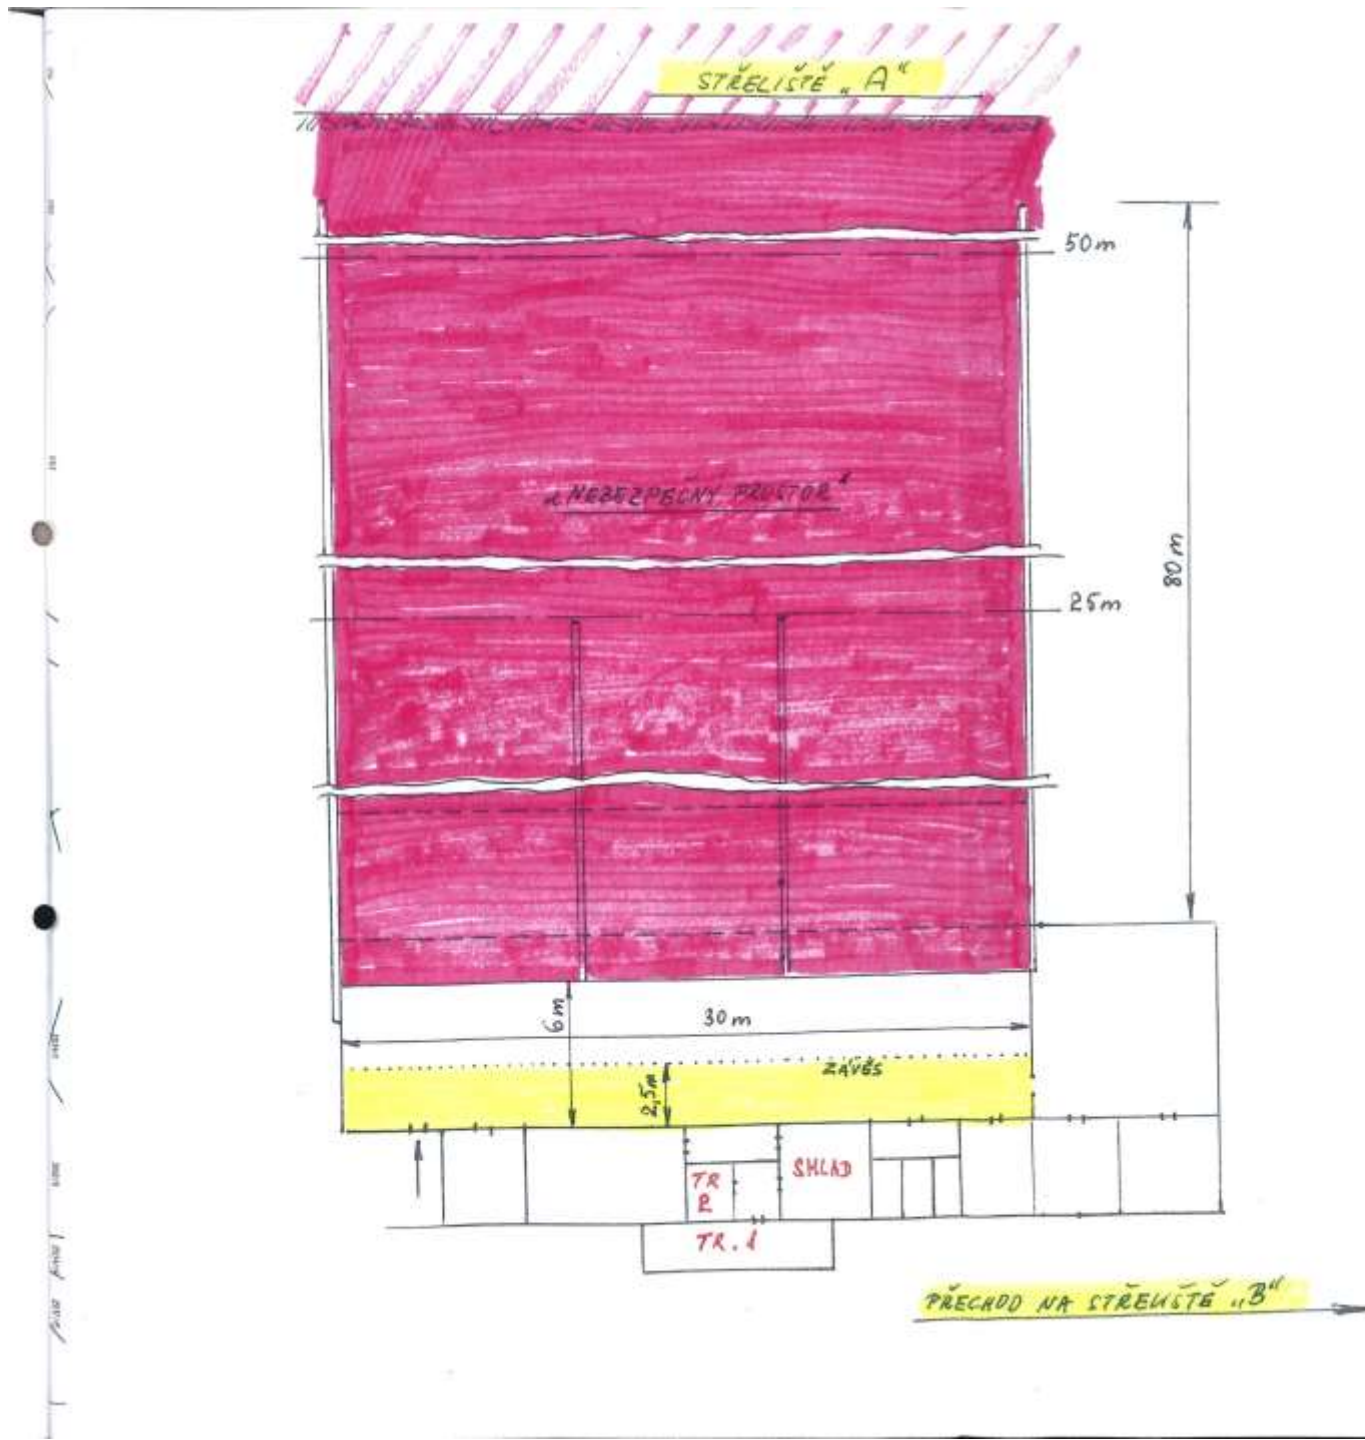 STŘELIŠTĚ „A“
50m
„NEBEZPEČNÝ PROSTOR“
80m
25m
6m
30m
ZÁVĚS
2,5m
TR
2
SKLAD
TR. 1
PŘECHOD NA STŘELIŠTĚ „B“